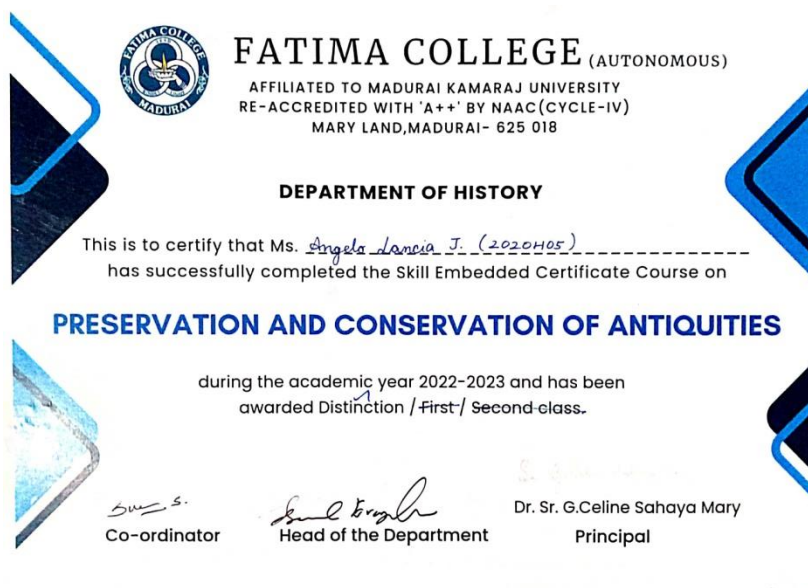 FATIMA COLLEGE
MADURAI
FATIMA COLLEGE (AUTONOMOUS)
AFFILIATED TO MADURAI KAMARAJ UNIVERSITY
RE-ACCREDITED WITH 'A++' BY NAAC(CYCLE-IV)
MARY LAND,MADURAI- 625 018
DEPARTMENT OF HISTORY
This is to certify that Ms. Angelo Lancia J. (2020H05)
has successfully completed the Skill Embedded Certificate Course on
PRESERVATION AND CONSERVATION OF ANTIQUITIES
during the academic year 2022-2023 and has been
awarded Distinction / First / Second class.
Co-ordinator
Head of the Department
Dr. Sr. G.Celine Sahaya Mary
Principal